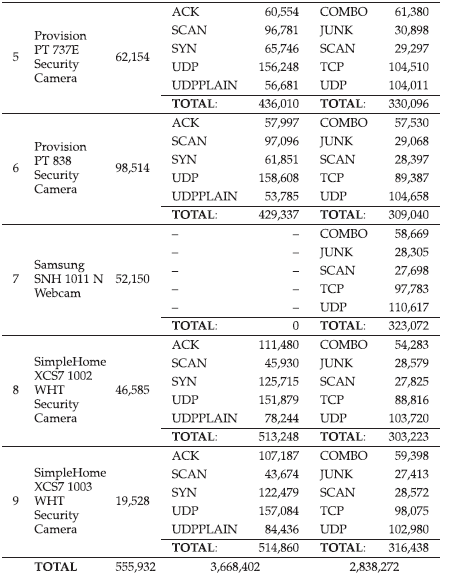 ACK 60,554 COMBO 61,380
SCAN 96,781 JUNK 30,898
5 Provision PT 737E Security Camera 62,154 SYN 65,746 SCAN 29,297
UDP 156,248 TCP 104,510
UDPPLAIN 56,681 UDP 104,011
TOTAL: 436,010 TOTAL: 330,096
ACK 57,997 COMBO 57,530
SCAN 97,096 JUNK 29,068
6 Provision PT 838 Security Camera 98,514 SYN 61,851 SCAN 28,397
UDP 158,608 TCP 89,387
UDPPLAIN 53,785 UDP 104,658
TOTAL: 429,337 TOTAL: 309,040
– – COMBO 58,669
– – JUNK 28,305
7 Samsung SNH 1011 N Webcam 52,150 – – SCAN 27,698
– – TCP 97,783
– – UDP 110,617
TOTAL: 0 TOTAL: 323,072
ACK 111,480 COMBO 54,283
SCAN 45,930 JUNK 28,579
8 SimpleHome XCS7 1002 WHT Security Camera 46,585 SYN 125,715 SCAN 27,825
UDP 151,879 TCP 88,816
UDPPLAIN 78,244 UDP 103,720
TOTAL: 513,248 TOTAL: 303,223
ACK 107,187 COMBO 59,398
SCAN 43,674 JUNK 27,413
9 SimpleHome XCS7 1003 WHT Security Camera 19,528 SYN 122,479 SCAN 28,572
UDP 157,084 TCP 98,075
UDPPLAIN 84,436 UDP 102,980
TOTAL: 514,860 TOTAL: 316,438
TOTAL 555,932 3,668,402 2,838,272